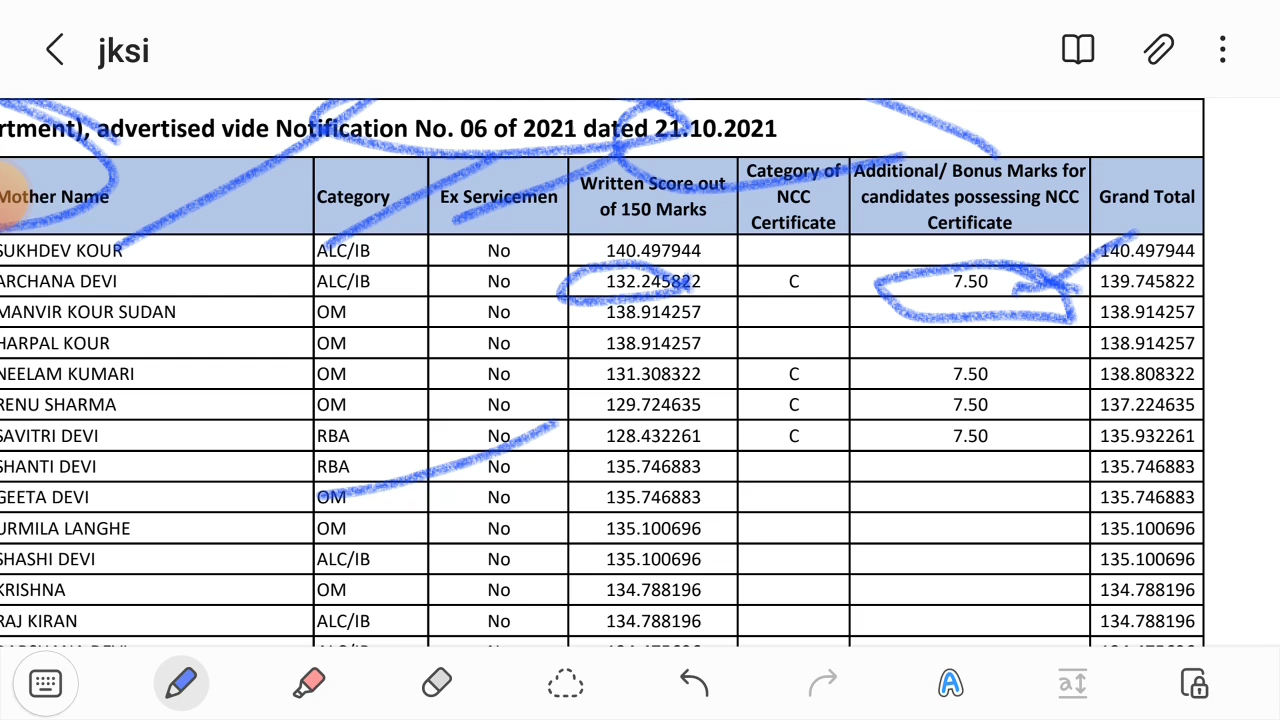 jksi
rtment), advertised vide Notification No. 06 of 2021 dated 21.10.2021
Mother Name Category Ex Servicemen Written Score out of 150 Marks Category of NCC Certificate Additional/ Bonus Marks for candidates possessing NCC Certificate Grand Total
SUKHDEV KOUR ALC/IB No 140.497944 140.497944
ARCHANA DEVI ALC/IB No 132.245822 C 7.50 139.745822
MANVIR KOUR SUDAN OM No 138.914257 138.914257
HARPAL KOUR OM No 138.914257 138.914257
NEELAM KUMARI OM No 131.308322 C 7.50 138.808322
RENU SHARMA OM No 129.724635 C 7.50 137.224635
SAVITRI DEVI RBA No 128.432261 C 7.50 135.932261
SHANTI DEVI RBA No 135.746883 135.746883
GEETA DEVI OM No 135.746883 135.746883
URMILA LANGHE OM No 135.100696 135.100696
SHASHI DEVI ALC/IB No 135.100696 135.100696
KRISHNA OM No 134.788196 134.788196
RAJ KIRAN ALC/IB No 134.788196 134.788196